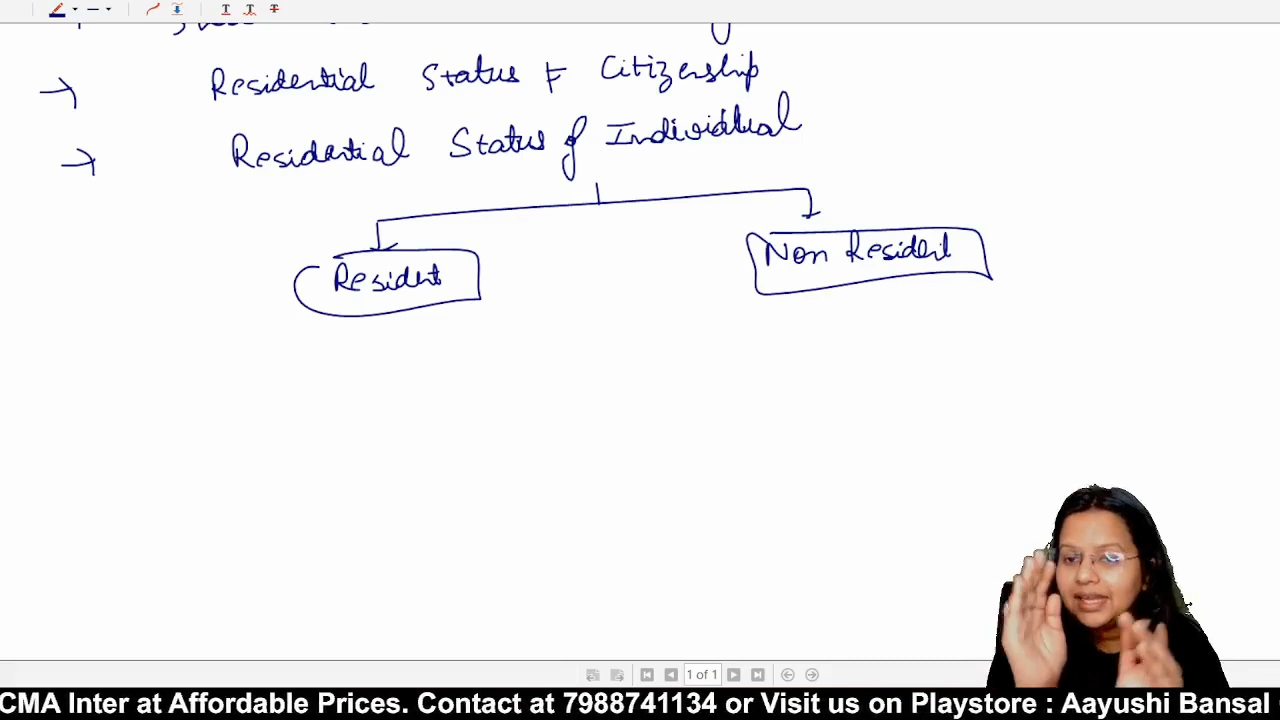 → Residential Status ≠ Citizenship
→ Residential Status of Individual
Resident
Non Resident
1 of 1
CMA Inter at Affordable Prices. Contact at 7988741134 or Visit us on Playstore : Aayushi Bansal